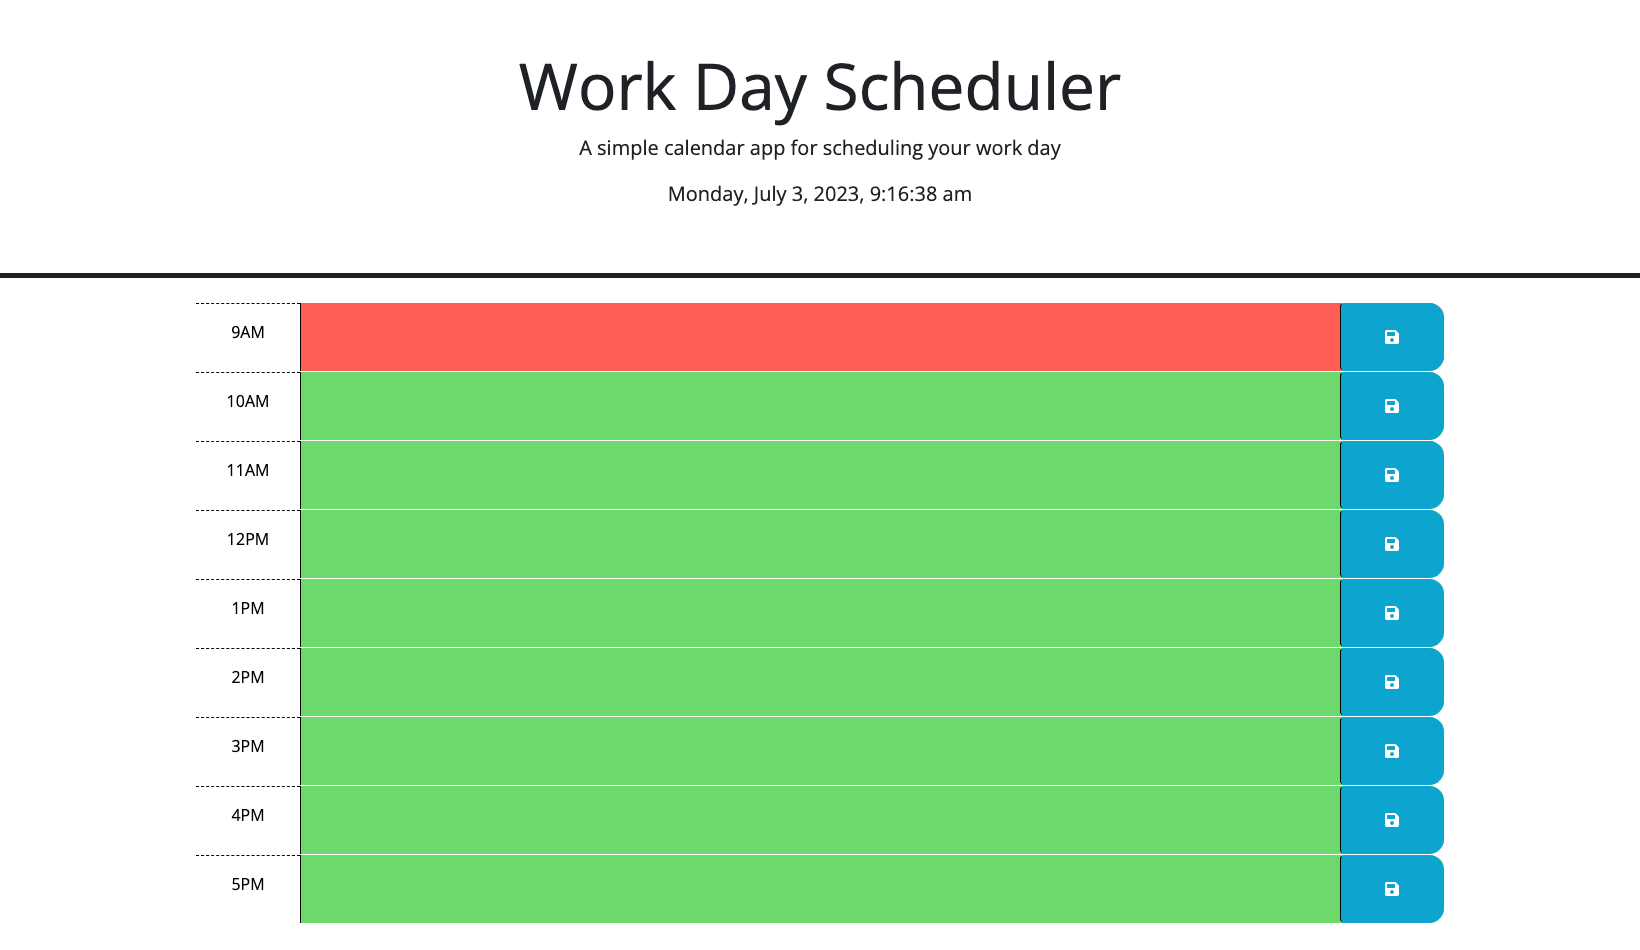 Work Day Scheduler
A simple calendar app for scheduling your work day
Monday, July 3, 2023, 9:16:38 am
9AM
10AM
11AM
12PM
1PM
2PM
3PM
4PM
5PM